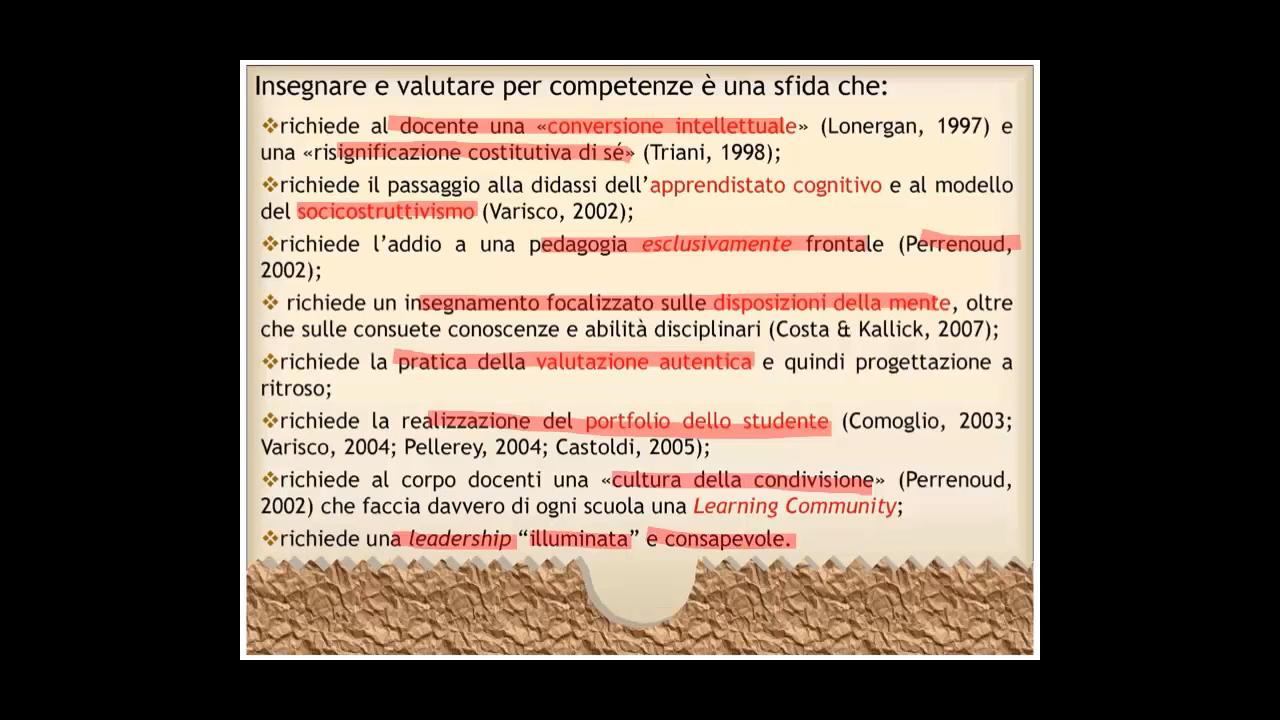 Insegnare e valutare per competenze è una sfida che:
❖richiede al docente una «conversione intellettuale» (Lonergan, 1997) e
una «risignificazione costitutiva di sé» (Triani, 1998);
❖richiede il passaggio alla didassi dell’apprendistato cognitivo e al modello
del socicostruttivismo (Varisco, 2002);
❖richiede l’addio a una pedagogia esclusivamente frontale (Perrenoud,
2002);
❖ richiede un insegnamento focalizzato sulle disposizioni della mente, oltre
che sulle consuete conoscenze e abilità disciplinari (Costa & Kallick, 2007);
❖richiede la pratica della valutazione autentica e quindi progettazione a
ritroso;
❖richiede la realizzazione del portfolio dello studente (Comoglio, 2003;
Varisco, 2004; Pellerey, 2004; Castoldi, 2005);
❖richiede al corpo docenti una «cultura della condivisione» (Perrenoud,
2002) che faccia davvero di ogni scuola una Learning Community;
❖richiede una leadership “illuminata” e consapevole.